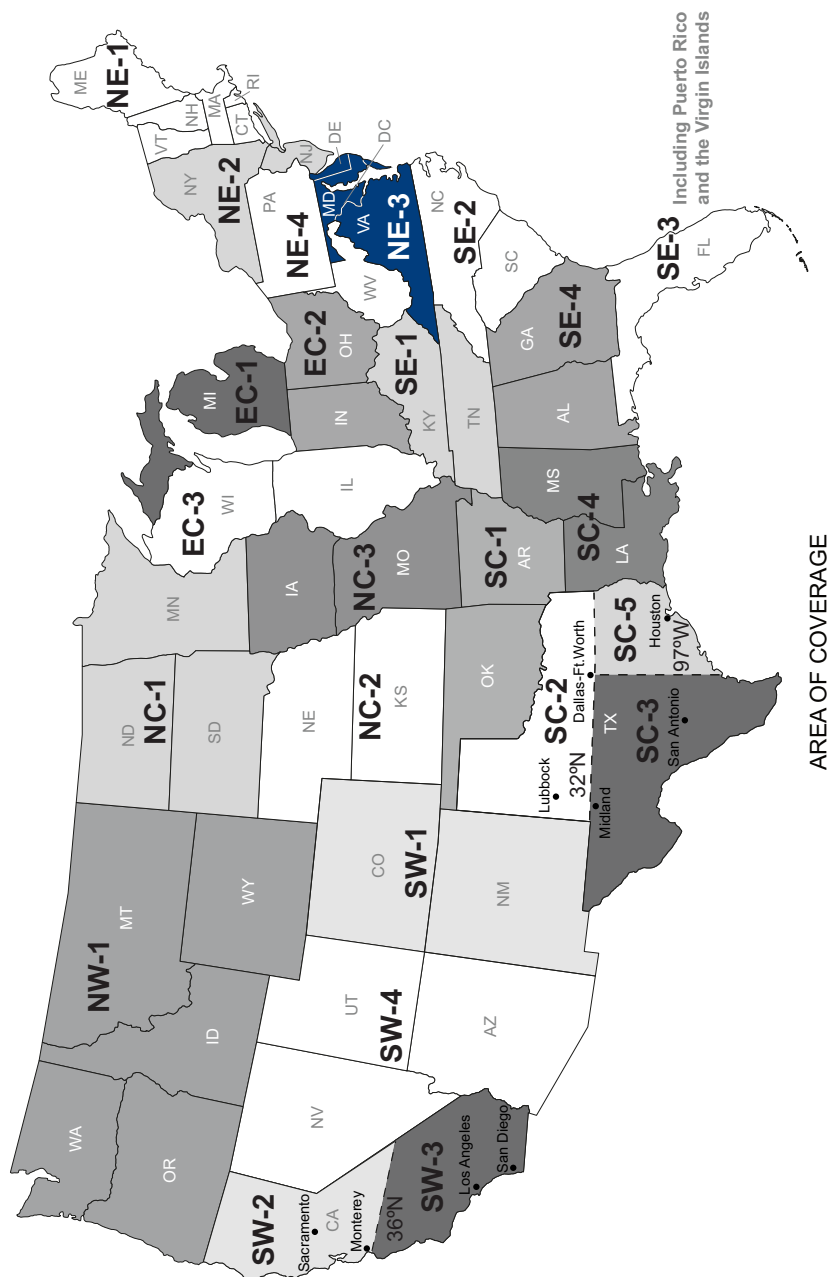 WA
OR
ID
MT
NW-1
WY
NV
UT
SW-4
AZ
CA
SW-2
Sacramento
Monterey
36ºN
SW-3
Los Angeles
San Diego
CO
SW-1
NM
ND
NC-1
SD
MN
NE
NC-2
KS
IA
NC-3
MO
OK
SC-1
AR
Lubbock
SC-2
32ºN
Dallas-Ft.Worth
Midland
TX
SC-3
San Antonio
SC-5
Houston
97ºW
SC-4
LA
MS
EC-3
WI
IL
MI
EC-1
EC-2
OH
IN
SE-1
KY
TN
AL
GA
SE-4
WV
NE-4
PA
NY
NE-2
NJ
ME
NE-1
VT
NH
MA
CT
RI
MD
DE
DC
VA
NE-3
NC
SE-2
SC
SE-3
FL
Including Puerto Rico
and the Virgin Islands
AREA OF COVERAGE